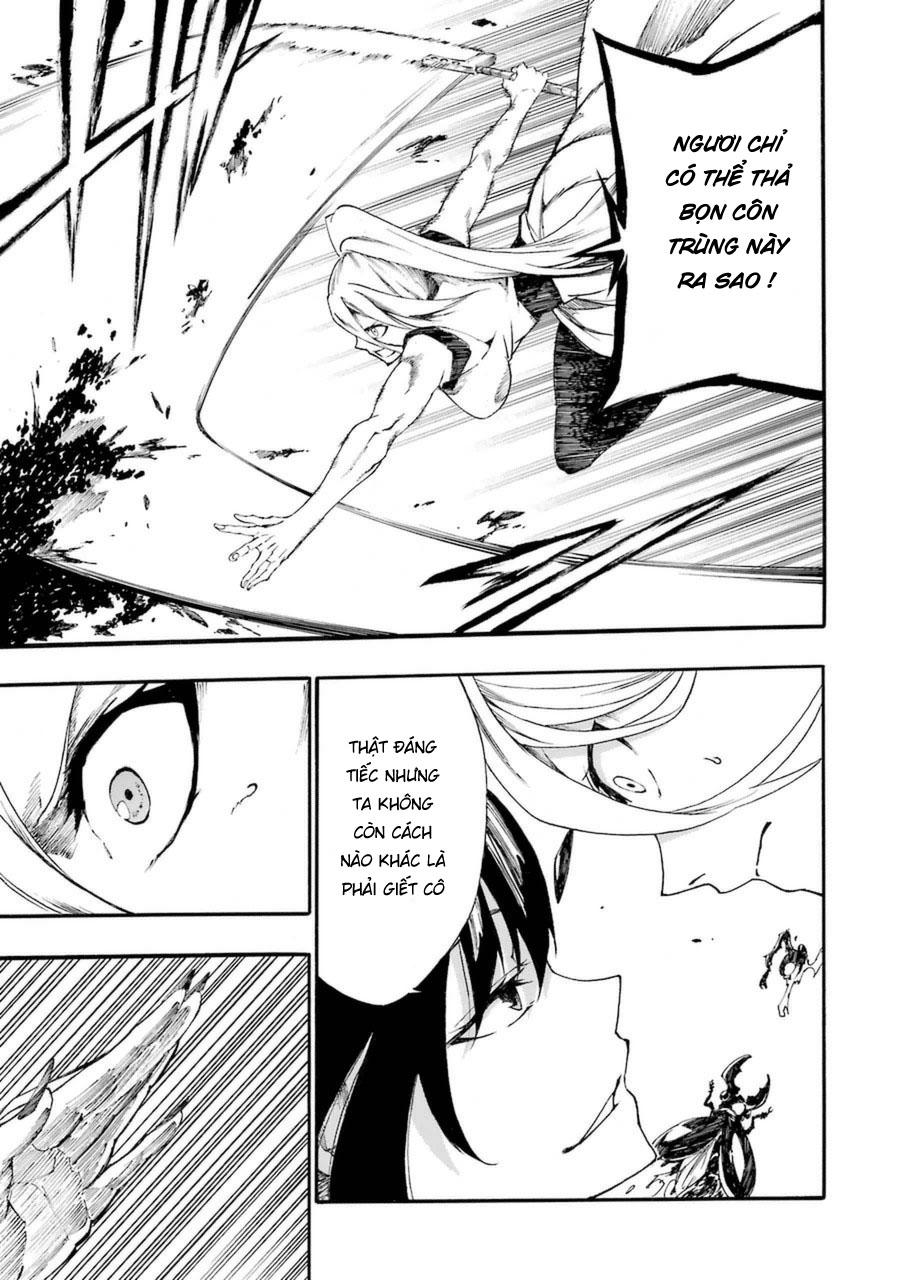 NGƯƠI CHỈ
CÓ THỂ THẢ
BỌN CÔN
TRÙNG NÀY
RA SAO !
THẬT ĐÁNG
TIẾC NHƯNG
TA KHÔNG
CÒN CÁCH
NÀO KHÁC LÀ
PHẢI GIẾT CÔ